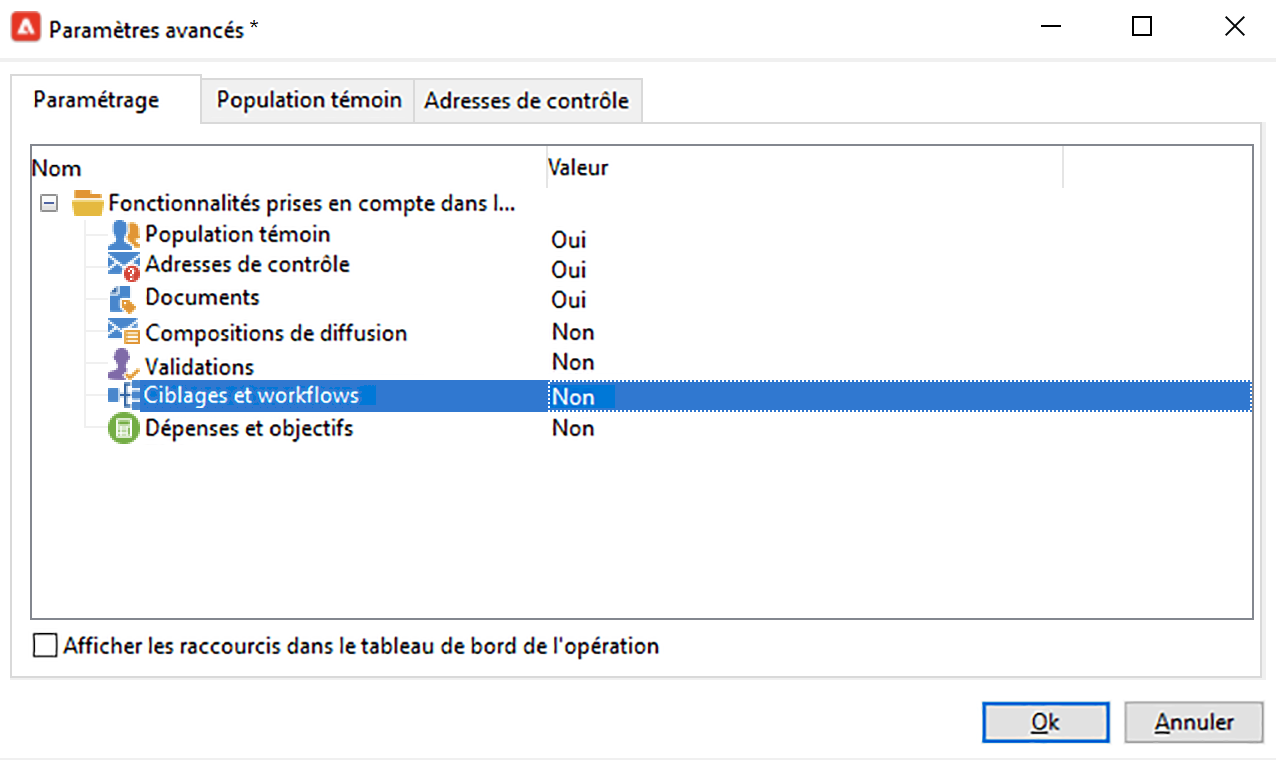 Paramètres avancés *
Paramétrage Population témoin Adresses de contrôle
Nom Valeur
Fonctionnalités prises en compte dans l...
Population témoin Oui
Adresses de contrôle Oui
Documents Oui
Compositions de diffusion Non
Validations Non
Ciblages et workflows Non
Dépenses et objectifs Non
Afficher les raccourcis dans le tableau de bord de l'opération
Ok Annuler